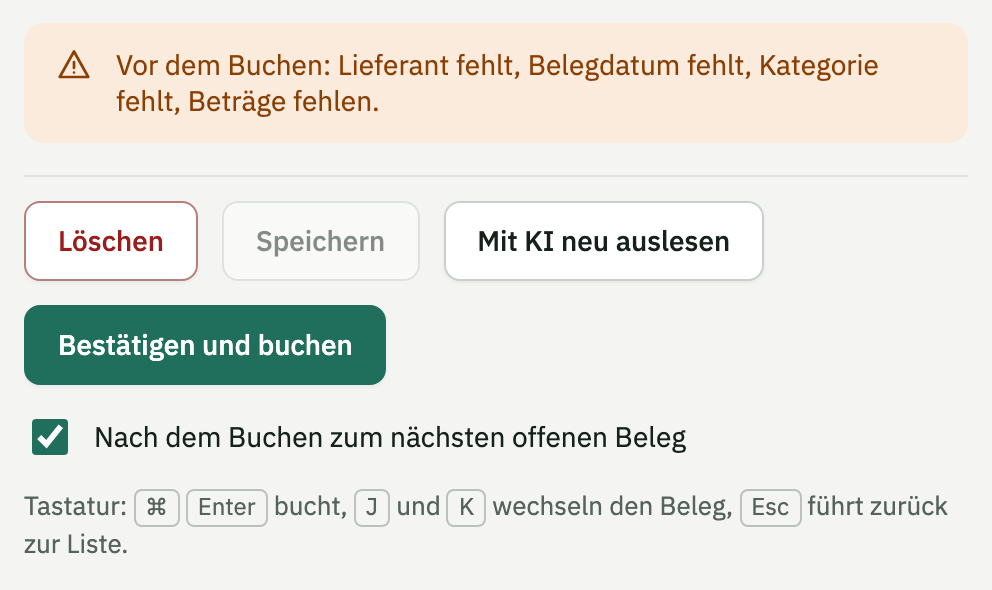 Vor dem Buchen: Lieferant fehlt, Belegdatum fehlt, Kategorie
fehlt, Beträge fehlen.
Löschen
Speichern
Mit KI neu auslesen
Bestätigen und buchen
Nach dem Buchen zum nächsten offenen Beleg
Tastatur: ⌘ Enter bucht, J und K wechseln den Beleg, Esc führt zurück
zur Liste.